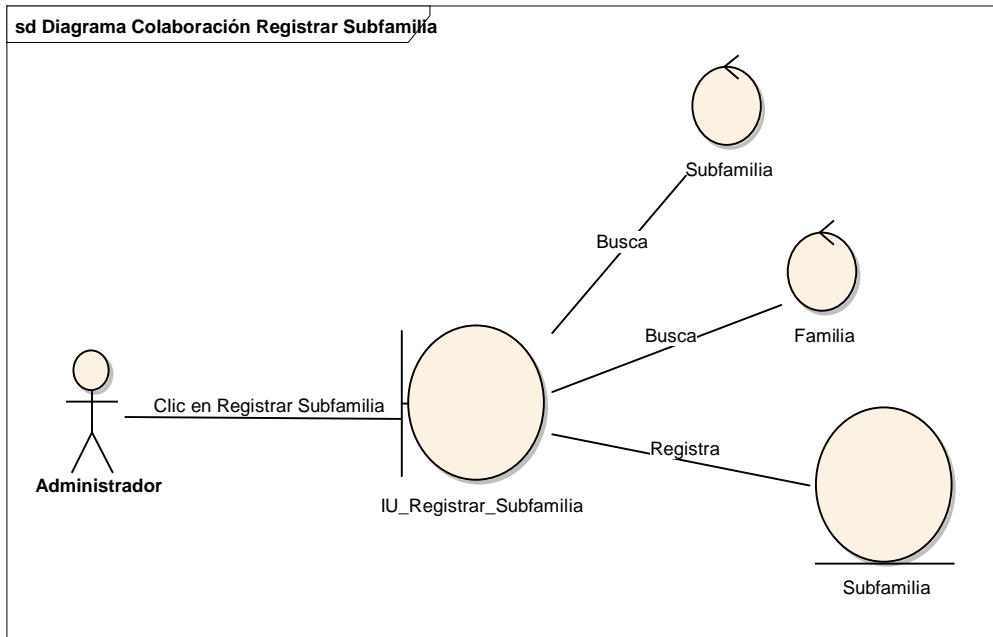 sd Diagrama Colaboración Registrar Subfamilia
Subfamilia
Busca
Busca
Familia
Clic en Registrar Subfamilia
Registra
Administrador
IU_Registrar_Subfamilia
Subfamilia